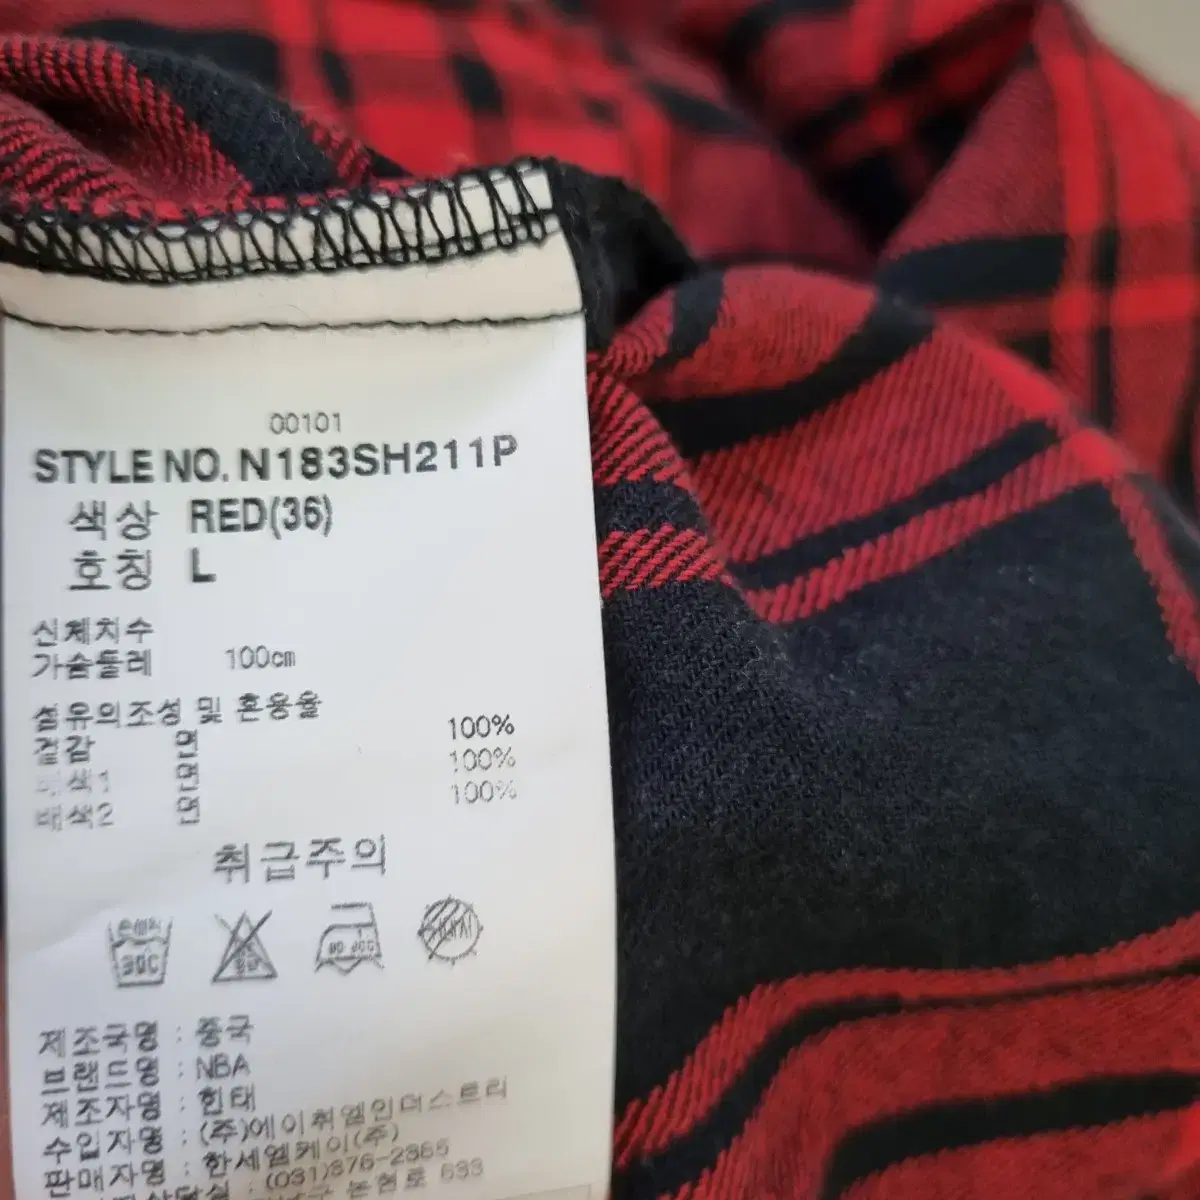 00101
STYLE NO. N183SH211P
색상 RED(36)
호칭 L
신체치수
가슴둘레 100cm
섬유의조성 및 혼용율
겉감 면 100%
배색1 면 100%
배색2 면 100%
취급주의
제조국명 : 중국
브랜드명 : NBA
제조자명 : 힌태
수입자명 : (주)에이취엘인더스트리
판매자명 : 한세엠케이(주)
(031)376-2365
논현로 633